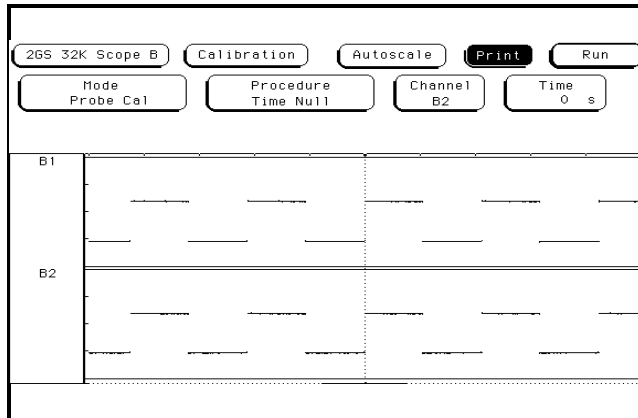 2GS 32K Scope B Calibration Autoscale Print Run
Mode Procedure Channel Time
Probe Cal Time Null B2 0 s
B1
B2